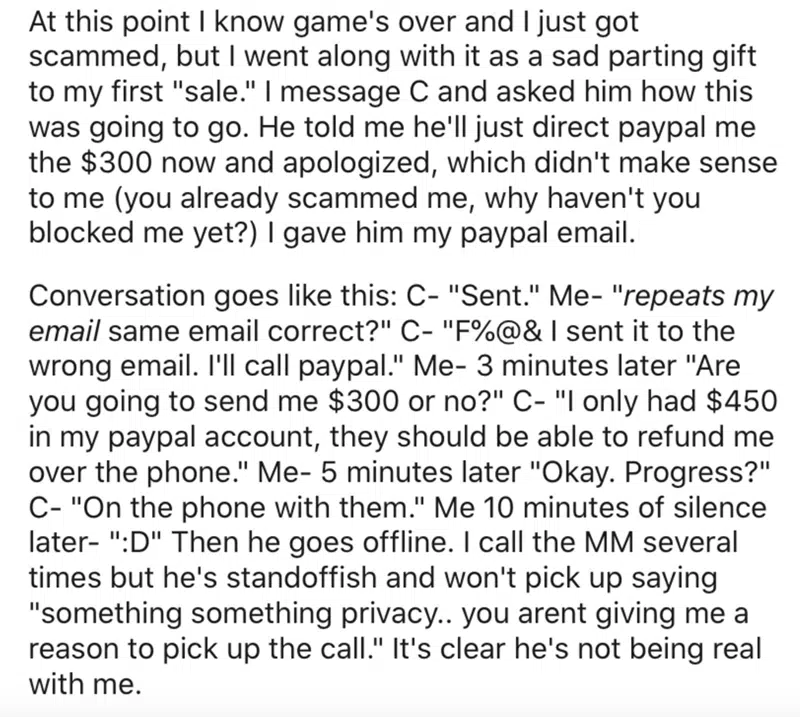 At this point I know game's over and I just got
scammed, but I went along with it as a sad parting gift
to my first "sale." I message C and asked him how this
was going to go. He told me he'll just direct paypal me
the $300 now and apologized, which didn't make sense
to me (you already scammed me, why haven't you
blocked me yet?) I gave him my paypal email.
Conversation goes like this: C- "Sent." Me- "repeats my
email same email correct?" C- "F%@& I sent it to the
wrong email. I'll call paypal." Me- 3 minutes later "Are
you going to send me $300 or no?" C- "I only had $450
in my paypal account, they should be able to refund me
over the phone." Me- 5 minutes later "Okay. Progress?"
C- "On the phone with them." Me 10 minutes of silence
later- ":D" Then he goes offline. I call the MM several
times but he's standoffish and won't pick up saying
"something something privacy.. you arent giving me a
reason to pick up the call." It's clear he's not being real
with me.